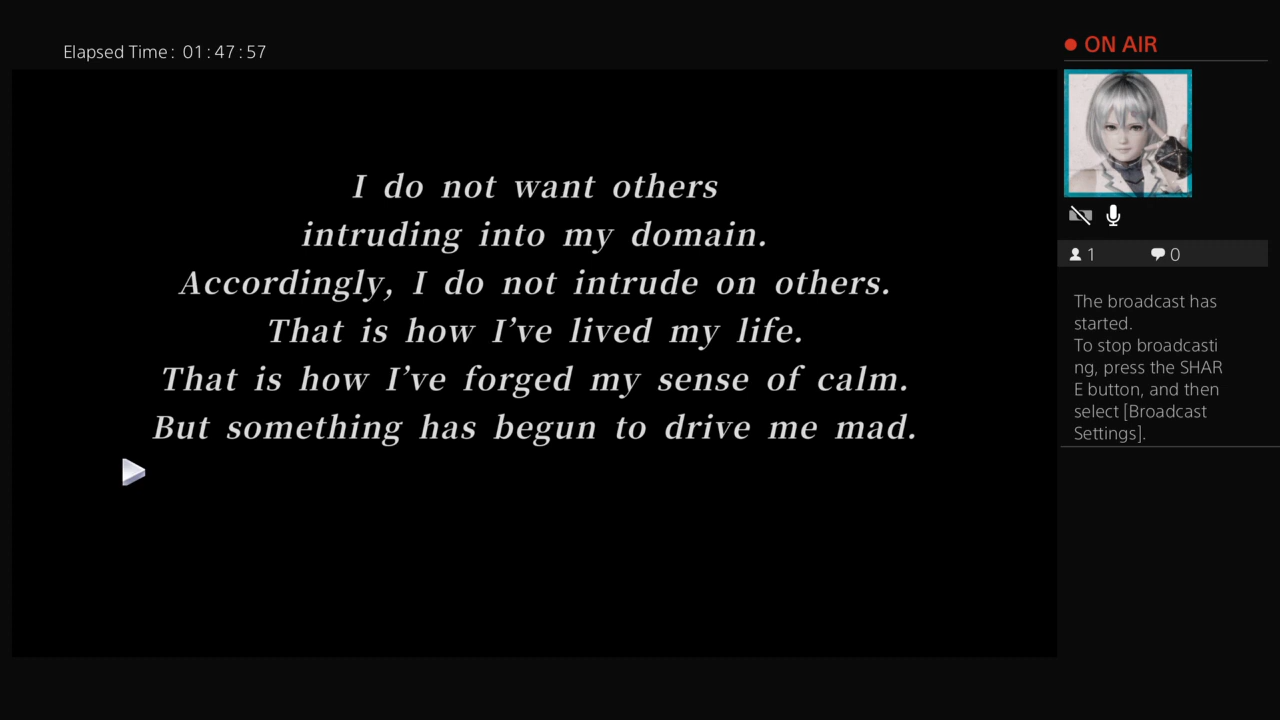 Elapsed Time: 01:47:57
ON AIR
I do not want others
intruding into my domain.
Accordingly, I do not intrude on others.
That is how I’ve lived my life.
That is how I’ve forged my sense of calm.
But something has begun to drive me mad.
1
0
The broadcast has
started.
To stop broadcasti
ng, press the SHAR
E button, and then
select [Broadcast
Settings].